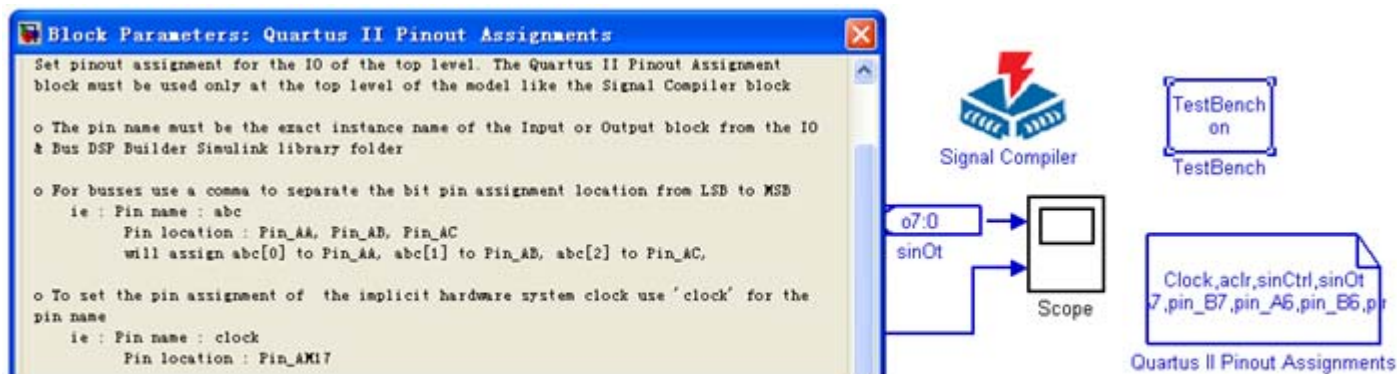 Block Parameters: Quartus II Pinout Assignments
Set pinout assignment for the IO of the top level. The Quartus II Pinout Assignment
block must be used only at the top level of the model like the Signal Compiler block
o The pin name must be the exact instance name of the Input or Output block from the IO
& Bus DSP Builder Simulink library folder
o For busses use a comma to separate the bit pin assignment location from LSB to MSB
ie : Pin name : abc
Pin location : Pin_AA, Pin_AB, Pin_AC
will assign abc[0] to Pin_AA, abc[1] to Pin_AB, abc[2] to Pin_AC,
o To set the pin assignment of the implicit hardware system clock use 'clock' for the
pin name
ie : Pin name : clock
Pin location : Pin_AM17
Signal Compiler
TestBench
on
TestBench
o7:0
sinOt
Scope
Clock,aclr,sinCtrl,sinOt
7,pin_B7,pin_A6,pin_B6,
Quartus II Pinout Assignments